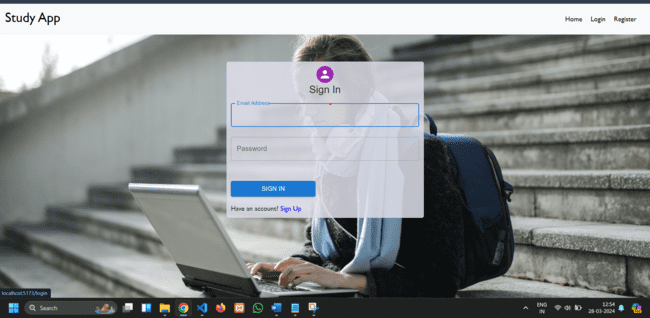 Study App
Home Login Register
Sign In
Email Address
Password
SIGN IN
Have an account? Sign Up
localhost:5173/login
Search
ENG
IN
12:54
28-03-2024